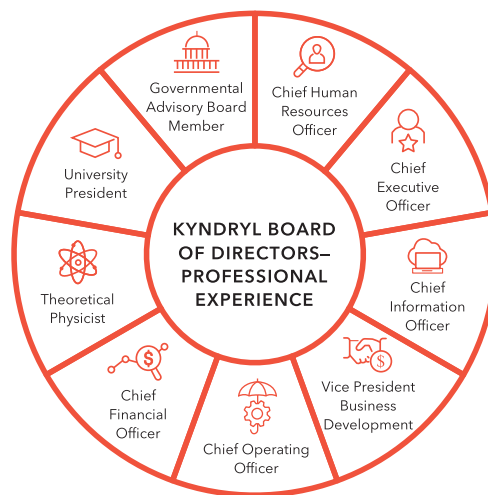 KYNDRYL BOARD
OF DIRECTORS—
PROFESSIONAL
EXPERIENCE
Chief Human
Resources
Officer
Chief
Executive
Officer
Chief
Information
Officer
Vice President
Business
Development
Chief Operating
Officer
Chief
Financial
Officer
Theoretical
Physicist
University
President
Governmental
Advisory Board
Member
$
$